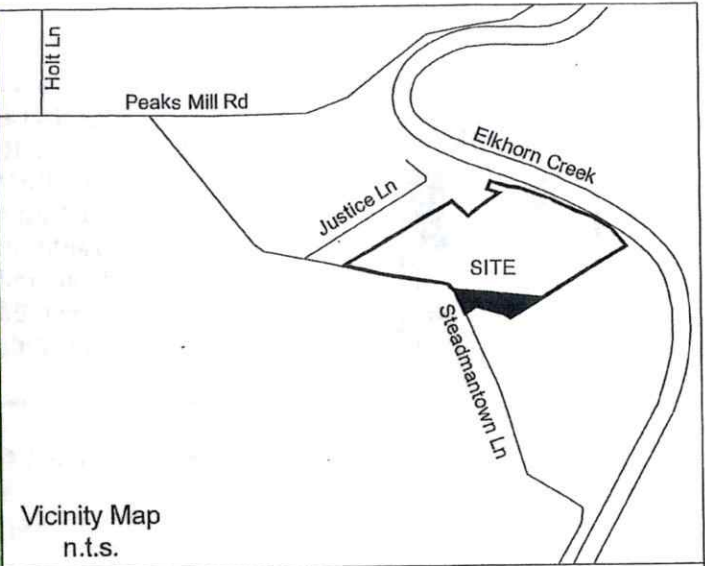 Holt Ln
Peaks Mill Rd
Elkhorn Creek
Justice Ln
SITE
Steadmantown Ln
Vicinity Map
n.t.s.